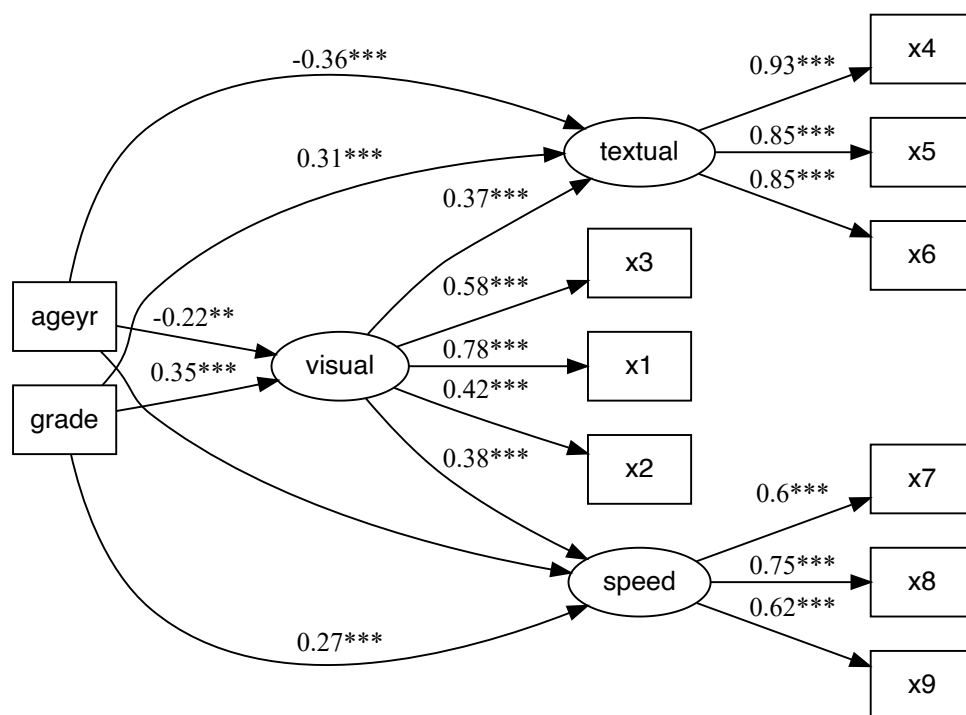 x4
-0.36***
0.93***
0.31***
textual
0.85***
x5
0.85***
0.37***
x6
x3
0.58***
ageyr
-0.22**
visual
0.78***
x1
0.35***
0.42***
grade
x2
0.38***
x7
0.6***
speed
0.75***
x8
0.62***
0.27***
x9